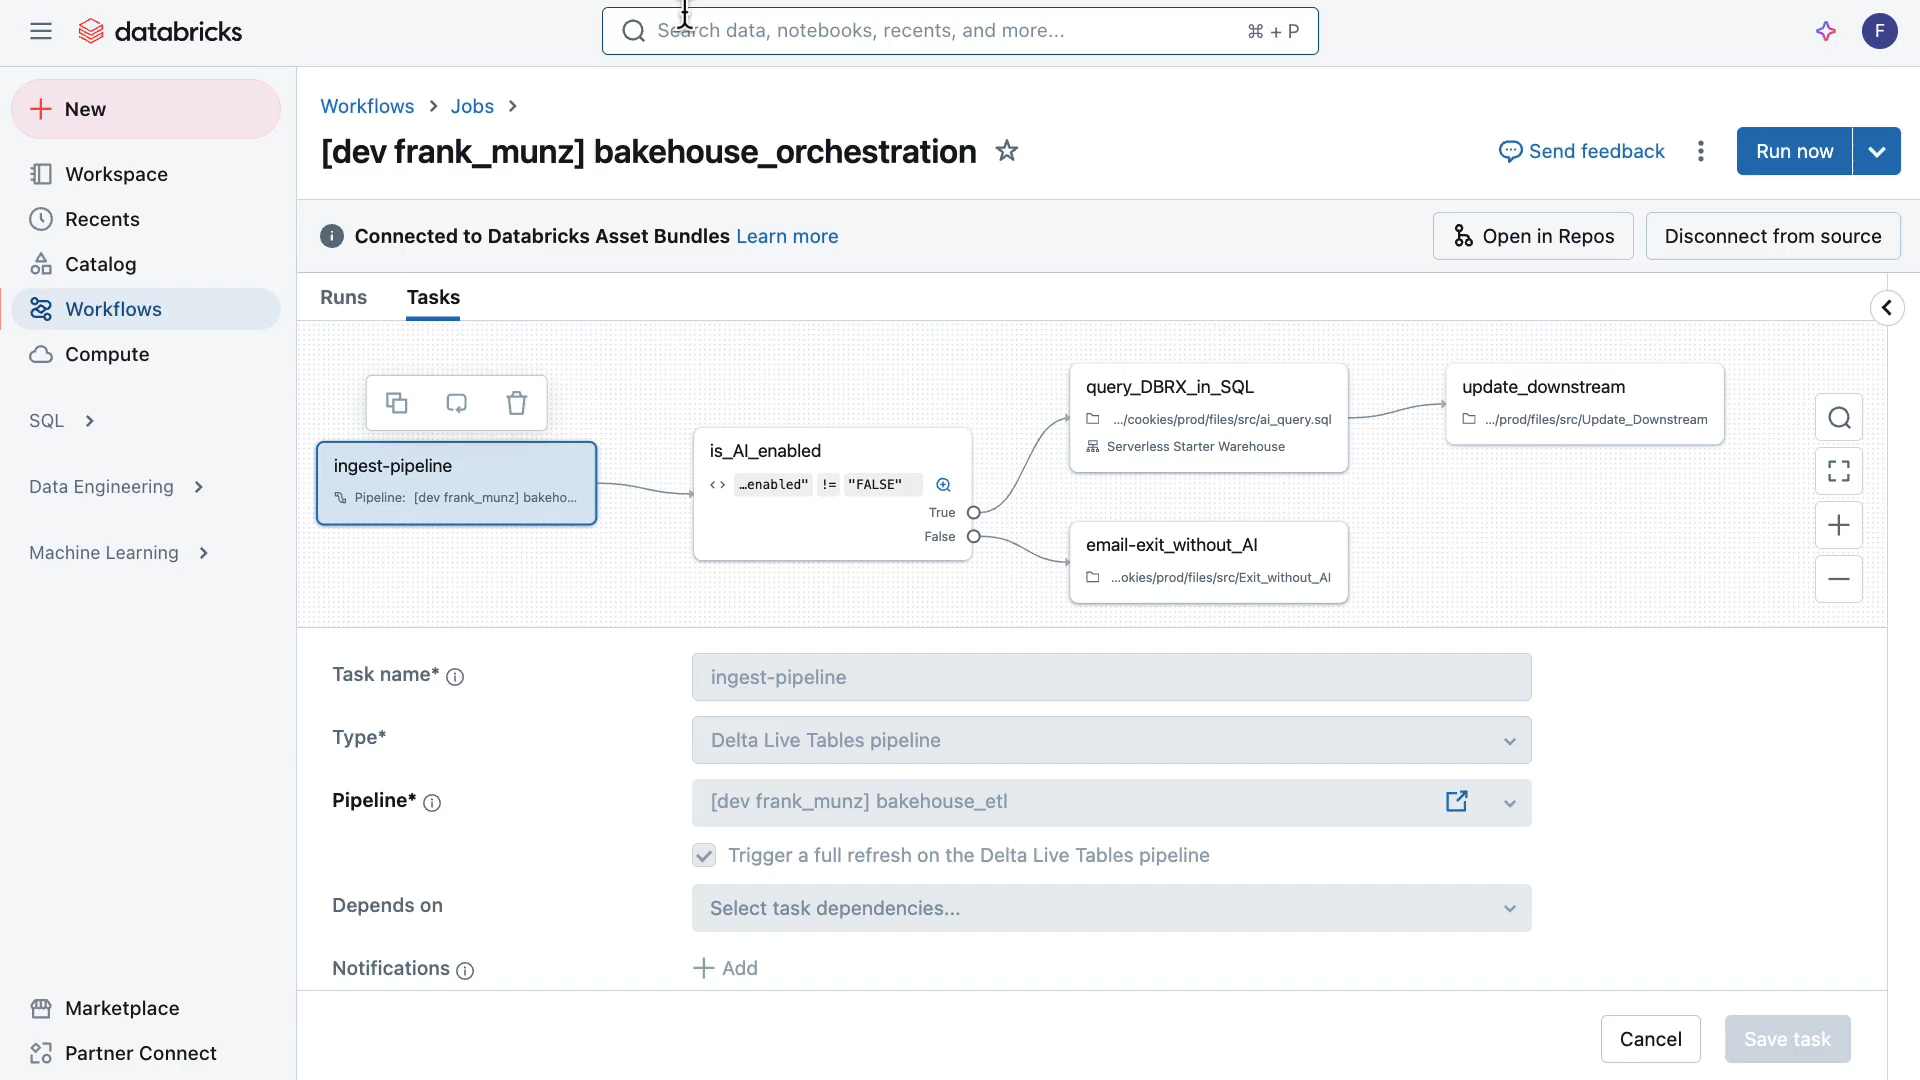 databricks
Search data, notebooks, recents, and more...
⌘ + P
F
New
Workspace
Recents
Catalog
Workflows
Compute
SQL
Data Engineering
Machine Learning
Marketplace
Partner Connect
Workflows > Jobs >
[dev frank_munz] bakehouse_orchestration
Send feedback
Run now
Connected to Databricks Asset Bundles Learn more
Open in Repos
Disconnect from source
Runs
Tasks
ingest-pipeline
Pipeline: [dev frank_munz] bakeho...
is_AI_enabled
...enabled" != "FALSE"
True
False
query_DBRX_in_SQL
.../cookies/prod/files/src/ai_query.sql
Serverless Starter Warehouse
email-exit_without_AI
...okies/prod/files/src/Exit_without_AI
update_downstream
.../prod/files/src/Update_Downstream
Task name*
ingest-pipeline
Type*
Delta Live Tables pipeline
Pipeline*
[dev frank_munz] bakehouse_etl
Trigger a full refresh on the Delta Live Tables pipeline
Depends on
Select task dependencies...
Notifications
Add
Cancel
Save task